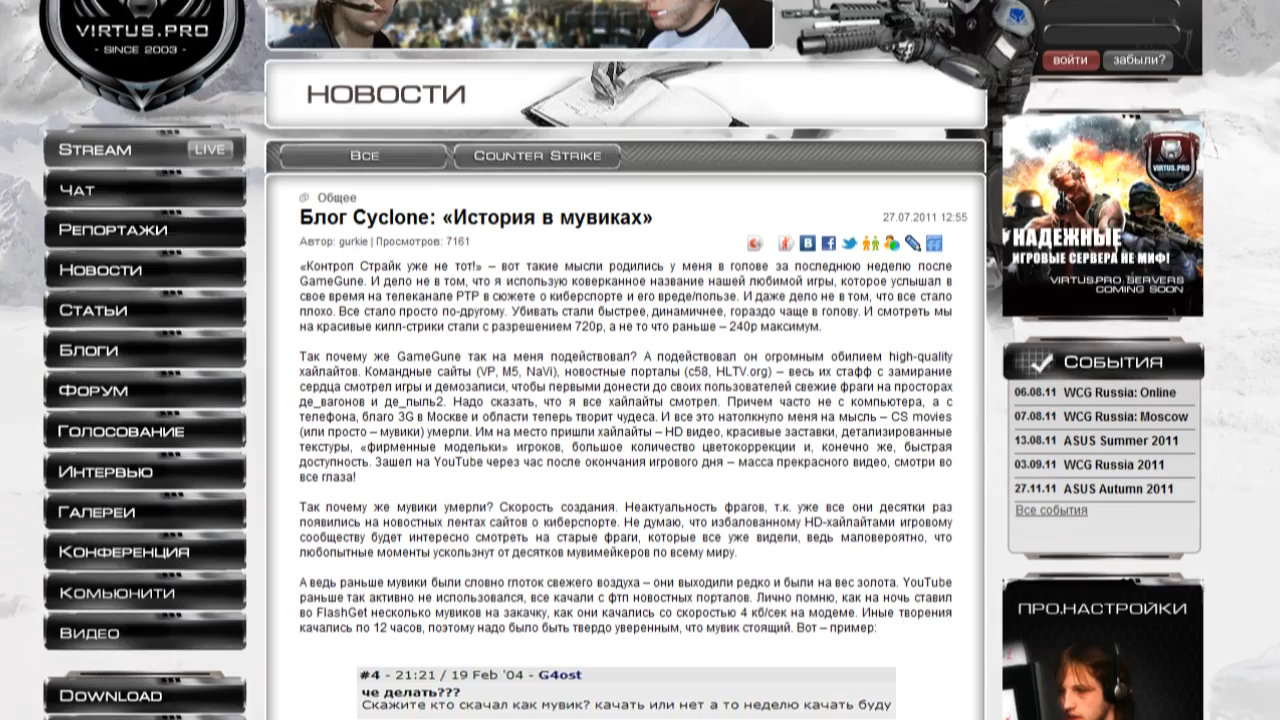 VIRTUS.PRO
- SINCE 2003 -
войти
забыли?
НОВОСТИ
STREAM
LIVE
ЧАТ
РЕПОРТАЖИ
НОВОСТИ
СТАТЬИ
БЛОГИ
ФОРУМ
ГОЛОСОВАНИЕ
ИНТЕРВЬЮ
ГАЛЕРЕИ
КОНФЕРЕНЦИЯ
КОМЬЮНИТИ
ВИДЕО
DOWNLOAD
ВСЕ
COUNTER STRIKE
Общее
Блог Cyclone: «История в мувиках»
27.07.2011 12:55
Автор: gurkie | Просмотров: 7161
«Контрол Страйк уже не тот!» – вот такие мысли родились у меня в голове за последнюю неделю после
GameGune. И дело не в том, что я использую коверканное название нашей любимой игры, которое услышал в
свое время на телеканале РТР в сюжете о киберспорте и его вреде/пользе. И даже дело не в том, что все стало
плохо. Все стало просто по-другому. Убивать стали быстрее, динамичнее, гораздо чаще в голову. И смотреть мы
на красивые килл-стрики стали с разрешением 720p, а не то что раньше – 240p максимум.
Так почему же GameGune так на меня подействовал? А подействовал он огромным обилием high-quality
хайлайтов. Командные сайты (VP, M5, NaVi), новостные порталы (c58, HLTV.org) – весь их стафф с замирание
сердца смотрел игры и демозаписи, чтобы первыми донести до своих пользователей свежие фраги на просторах
де_вагонов и де_пыль2. Надо сказать, что я все хайлайты смотрел. Причем часто не с компьютера, а с
телефона, благо 3G в Москве и области теперь творит чудеса. И все это натолкнуло меня на мысль – CS movies
(или просто – мувики) умерли. Им на место пришли хайлайты – HD видео, красивые заставки, детализированные
текстуры, «фирменные модельки» игроков, большое количество цветокоррекции и, конечно же, быстрая
доступность. Зашел на YouTube через час после окончания игрового дня – масса прекрасного видео, смотри во
все глаза!
Так почему же мувики умерли? Скорость создания. Неактуальность фрагов, т.к. уже все они десятки раз
появились на новостных лентах сайтов о киберспорте. Не думаю, что избалованному HD-хайлайтами игровому
сообществу будет интересно смотреть на старые фраги, которые все уже видели, ведь маловероятно, что
любопытные моменты ускользнут от десятков мувимейкеров по всему миру.
А ведь раньше мувики были словно глоток свежего воздуха – они выходили редко и были на вес золота. YouTube
раньше так активно не использовался, все качали с фтп новостных порталов. Лично помню, как на ночь ставил
во FlashGet несколько мувиков на закачку, как они качались со скоростью 4 кб/сек на модеме. Иные творения
качались по 12 часов, поэтому надо было быть твердо уверенным, что мувик стоящий. Вот – пример:
#4 - 21:21 / 19 Feb '04 - G4ost
че делать???
Скажите кто скачал как мувик? качать или нет а то неделю качать буду
VIRTUS.PRO
НАДЕЖНЫЕ
ИГРОВЫЕ СЕРВЕРА НЕ МИФ!
VIRTUS.PRO SERVERS
COMING SOON
СОБЫТИЯ
06.08.11 WCG Russia: Online
07.08.11 WCG Russia: Moscow
13.08.11 ASUS Summer 2011
03.09.11 WCG Russia 2011
27.11.11 ASUS Autumn 2011
Все события
ПРО.НАСТРОЙКИ